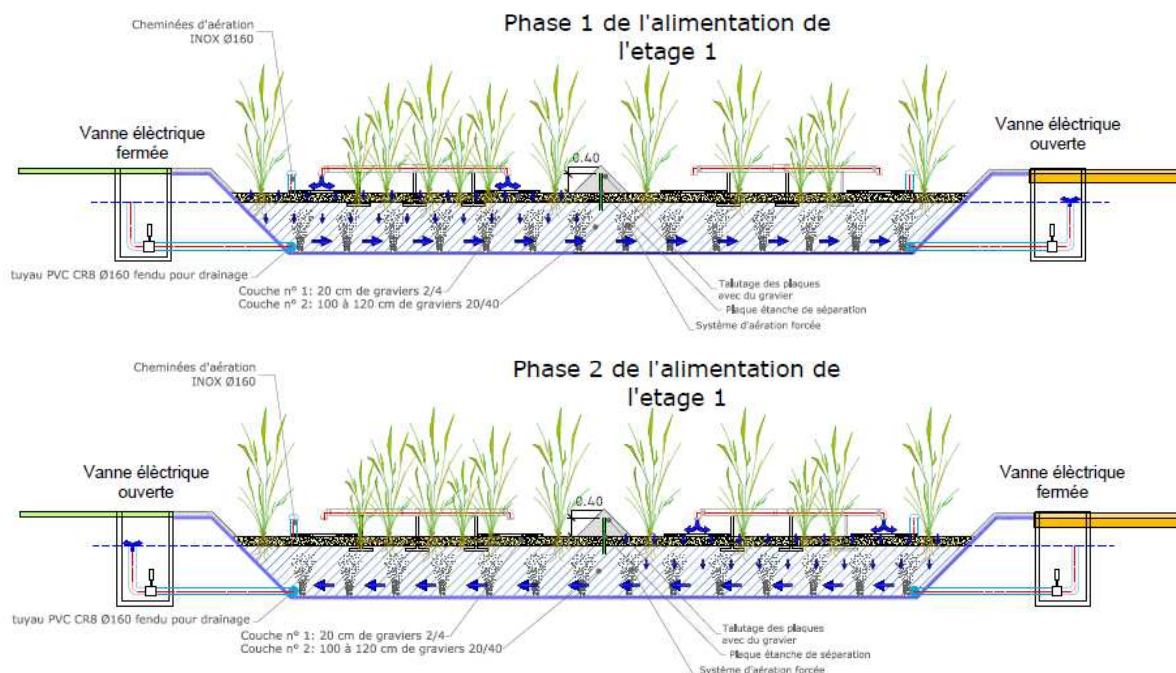 Phase 1 de l'alimentation de
l'etage 1
Cheminées d'aération
INOX Ø160
Vanne élèctrique
fermée
Vanne élèctrique
ouverte
0.40
tuyau PVC CR8 Ø160 fendu pour drainage
Couche n° 1: 20 cm de graviers 2/4
Couche n° 2: 100 à 120 cm de graviers 20/40
Talutage des plaques
avec du gravier
Plaque étanche de séparation
Système d'aération forcée
Phase 2 de l'alimentation de
l'etage 1
Cheminées d'aération
INOX Ø160
Vanne élèctrique
ouverte
Vanne élèctrique
fermée
0.40
tuyau PVC CR8 Ø160 fendu pour drainage
Couche n° 1: 20 cm de graviers 2/4
Couche n° 2: 100 à 120 cm de graviers 20/40
Talutage des plaques
avec du gravier
Plaque étanche de séparation
Système d'aération forcée